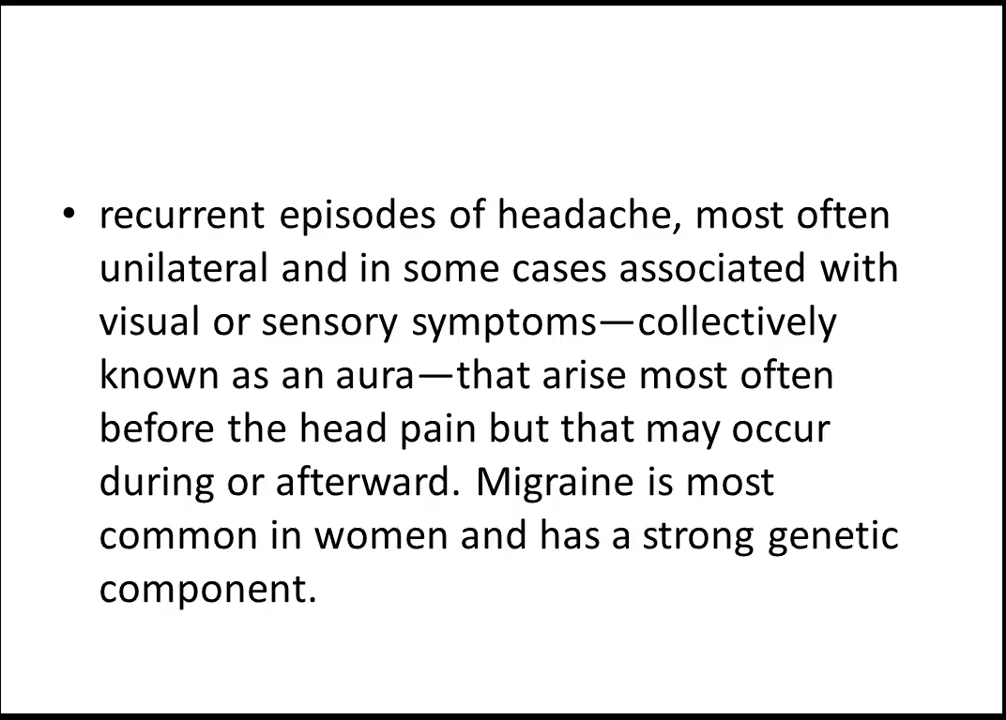 • recurrent episodes of headache, most often
unilateral and in some cases associated with
visual or sensory symptoms—collectively
known as an aura—that arise most often
before the head pain but that may occur
during or afterward. Migraine is most
common in women and has a strong genetic
component.